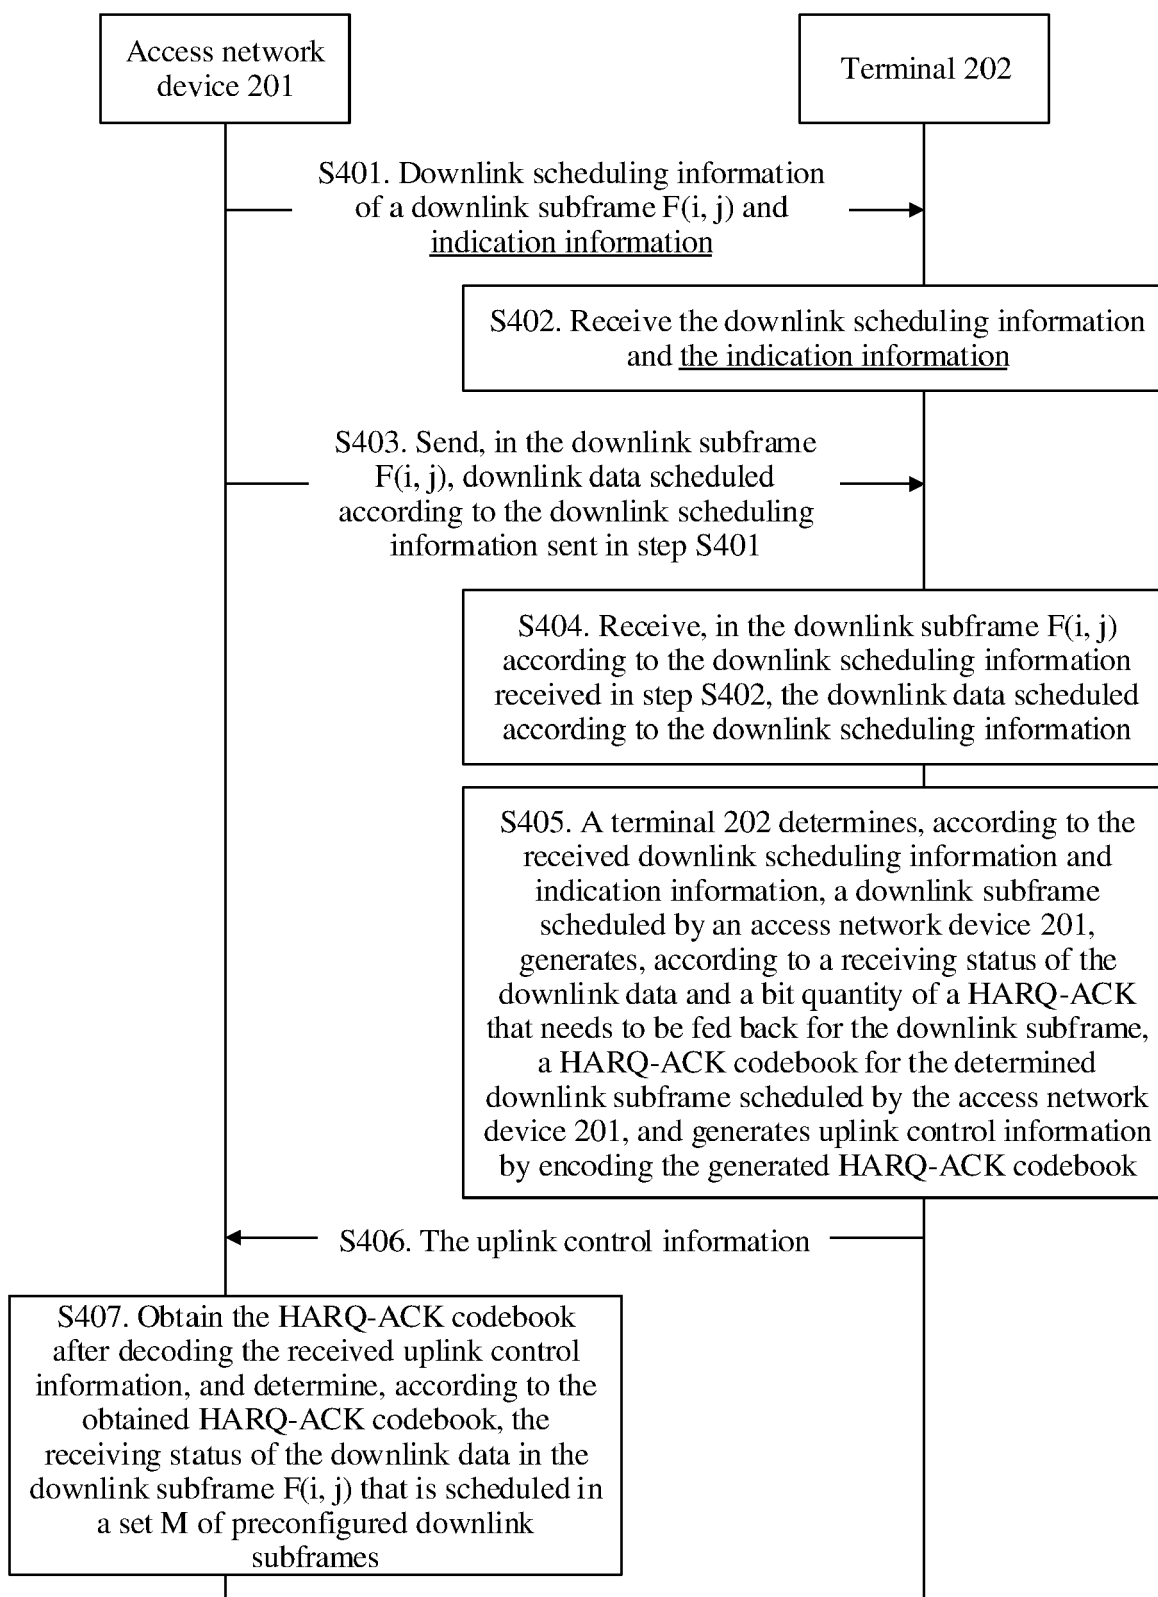 Access network
device 201
Terminal 202
S401. Downlink scheduling information
of a downlink subframe F(i, j) and
indication information
S402. Receive the downlink scheduling information
and the indication information
S403. Send, in the downlink subframe
F(i, j), downlink data scheduled
according to the downlink scheduling
information sent in step S401
S404. Receive, in the downlink subframe F(i, j)
according to the downlink scheduling information
received in step S402, the downlink data scheduled
according to the downlink scheduling information
S405. A terminal 202 determines, according to the
received downlink scheduling information and
indication information, a downlink subframe
scheduled by an access network device 201,
generates, according to a receiving status of the
downlink data and a bit quantity of a HARQ-ACK
that needs to be fed back for the downlink subframe,
a HARQ-ACK codebook for the determined
downlink subframe scheduled by the access network
device 201, and generates uplink control information
by encoding the generated HARQ-ACK codebook
S406. The uplink control information
S407. Obtain the HARQ-ACK codebook
after decoding the received uplink control
information, and determine, according to the
obtained HARQ-ACK codebook, the
receiving status of the downlink data in the
downlink subframe F(i, j) that is scheduled in
a set M of preconfigured downlink
subframes